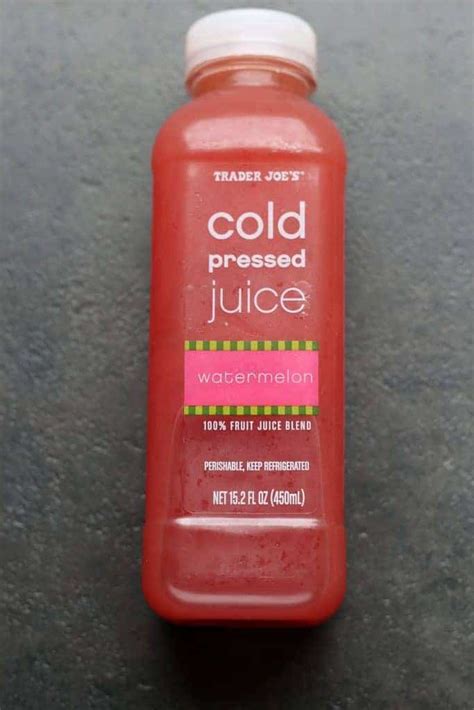 TRADER JOE'S™
cold
pressed
juice
watermelon
100% FRUIT JUICE BLEND
PERISHABLE, KEEP REFRIGERATED
NET 15.2 FL OZ (450mL)